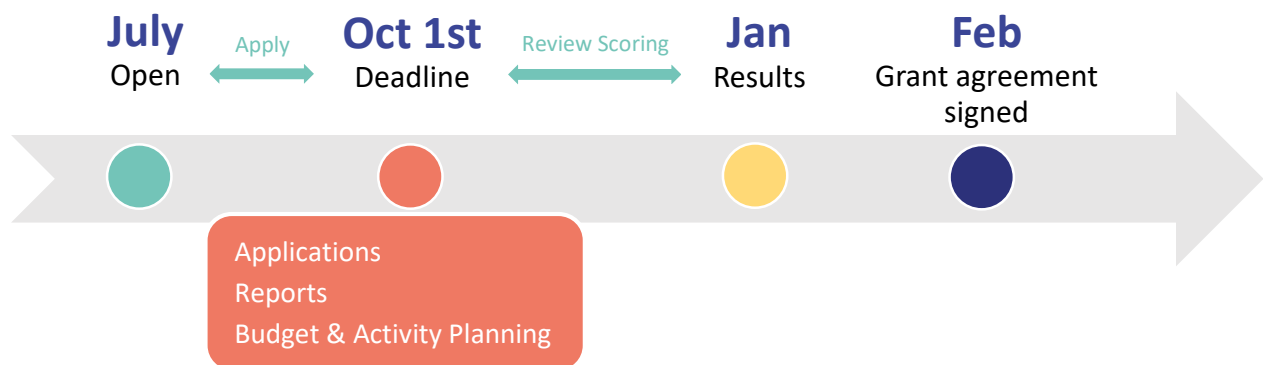 July
Open
Apply
Oct 1st
Deadline
Review Scoring
Jan
Results
Feb
Grant agreement
signed
Applications
Reports
Budget & Activity Planning